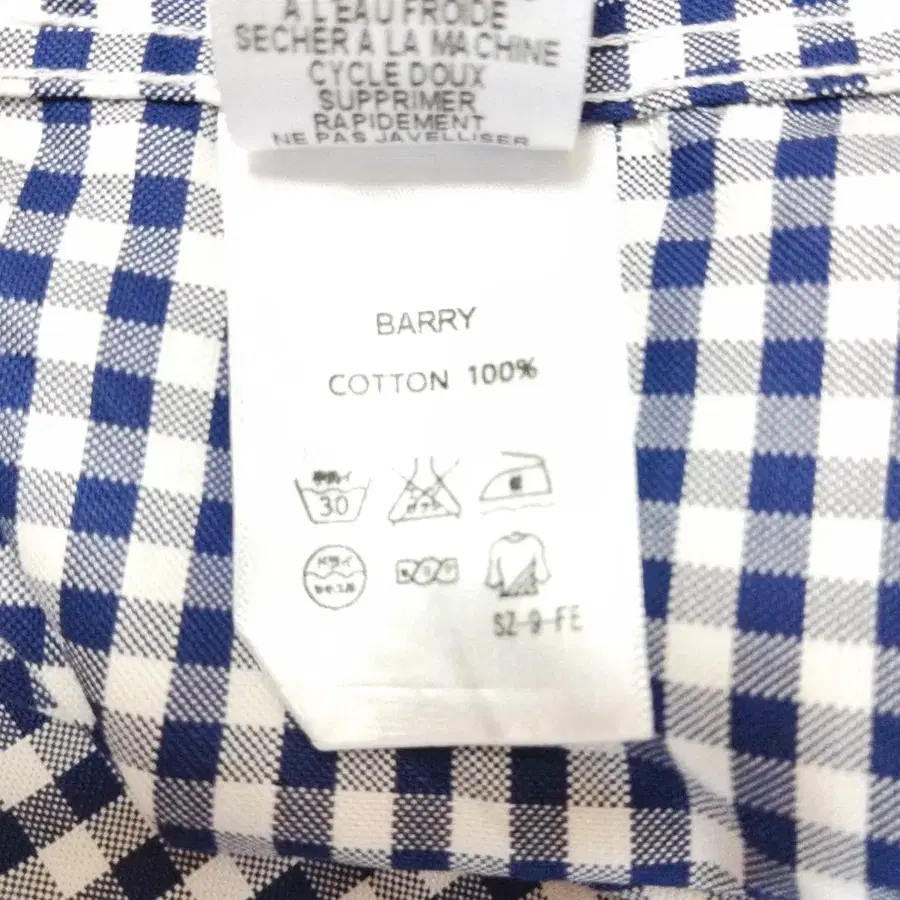 À L'EAU FROIDE
SECHER À LA MACHINE
CYCLE DOUX
SUPPRIMER
RAPIDEMENT
NE PAS JAVELLISER
BARRY
COTTON 100%
30
SZ-9-FE